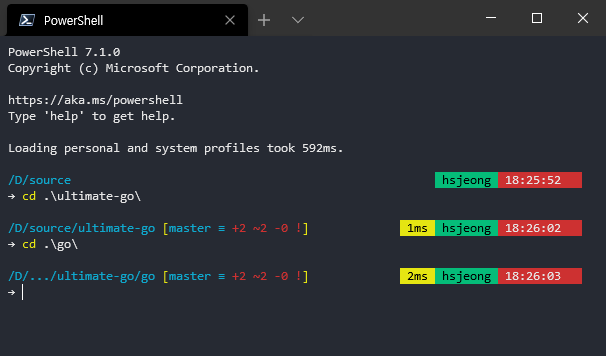 PowerShell
PowerShell 7.1.0
Copyright (c) Microsoft Corporation.
https://aka.ms/powershell
Type 'help' to get help.
Loading personal and system profiles took 592ms.
/D/source hsjeong 18:25:52
➜ cd .\ultimate-go\
/D/source/ultimate-go [master ≡ +2 ~2 -0 !] 1ms hsjeong 18:26:02
➜ cd .\go\
/D/.../ultimate-go/go [master ≡ +2 ~2 -0 !] 2ms hsjeong 18:26:03
➜